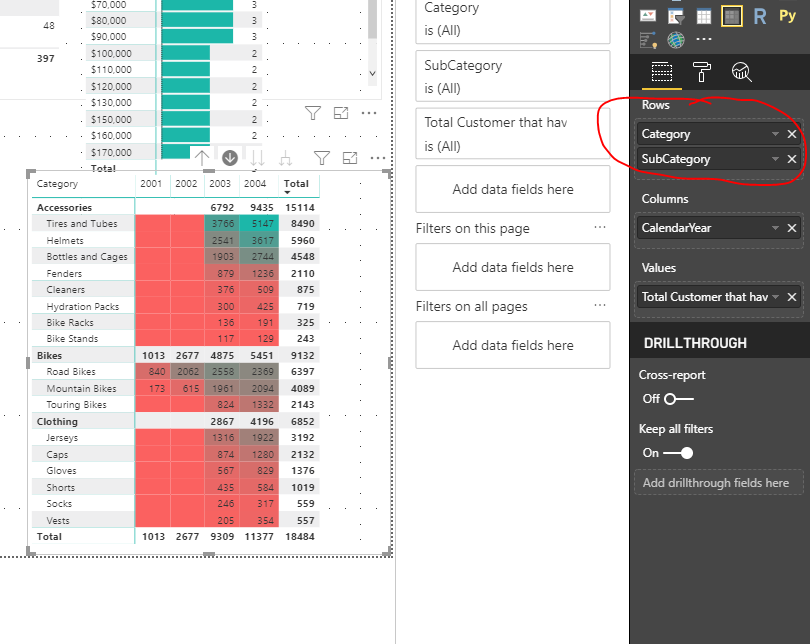 48
397
$70,000 3
$80,000 3
$90,000 3
$100,000 2
$110,000 2
$120,000 2
$130,000 2
$150,000 2
$160,000 2
$170,000 2
Total
Category 2001 2002 2003 2004 Total
Accessories 6792 9435 15114
Tires and Tubes 3766 5147 8490
Helmets 2541 3617 5960
Bottles and Cages 1903 2744 4548
Fenders 879 1236 2110
Cleaners 376 509 875
Hydration Packs 300 425 719
Bike Racks 136 191 325
Bike Stands 117 129 243
Bikes 1013 2677 4875 5451 9132
Road Bikes 840 2062 2558 2369 6397
Mountain Bikes 173 615 1961 2094 4089
Touring Bikes 824 1332 2143
Clothing 2867 4196 6852
Jerseys 1316 1922 3192
Caps 874 1280 2132
Gloves 567 829 1376
Shorts 435 584 1019
Socks 246 317 559
Vests 205 354 557
Total 1013 2677 9309 11377 18484
Category
is (All)
SubCategory
is (All)
Total Customer that hav
is (All)
Add data fields here
Filters on this page
Add data fields here
Filters on all pages
Add data fields here
R Py
Rows
Category
SubCategory
Columns
CalendarYear
Values
Total Customer that hav
DRILLTHROUGH
Cross-report
Off
Keep all filters
On
Add drillthrough fields here